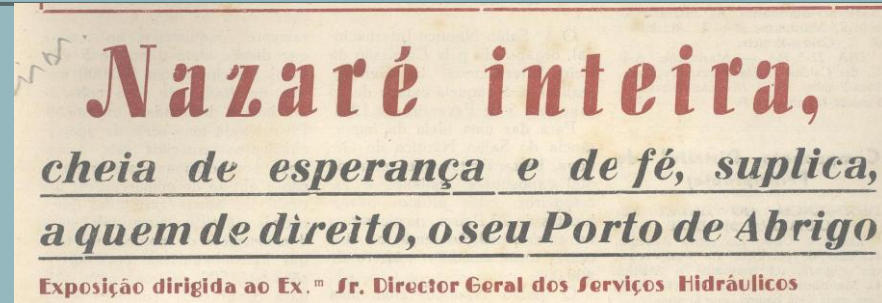 Nazaré inteira,
cheia de esperança e de fé, suplica,
a quem de direito, o seu Porto de Abrigo
Exposição dirigida ao Ex.ᵐ Sr. Director Geral dos Serviços Hidráulicos